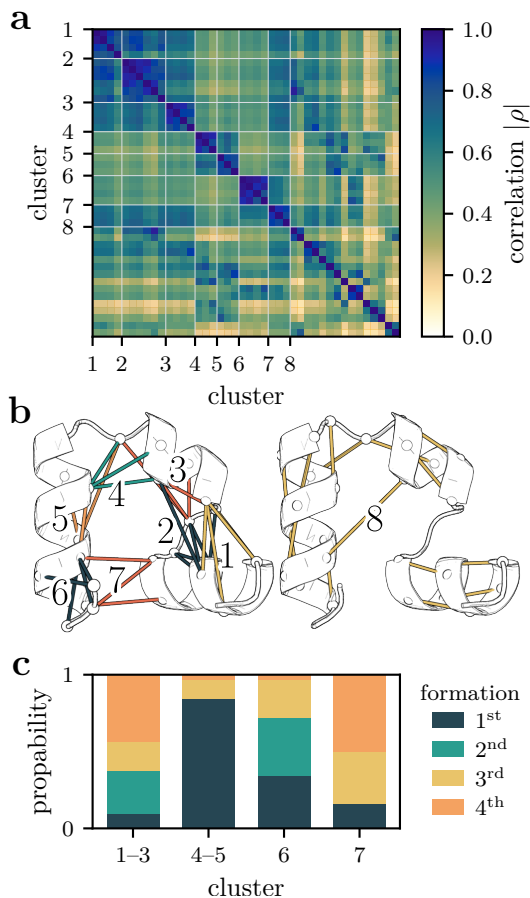 a
1
2
3
4
5
6
7
8
cluster
1 2 3 4 5 6 7 8
cluster
1.0
0.8
0.6
0.4
0.2
0.0
correlation |ρ|
b
3
4
5
2
1
6
7
8
c
1
0
propability
1–3 4–5 6 7
cluster
formation
1st
2nd
3rd
4th